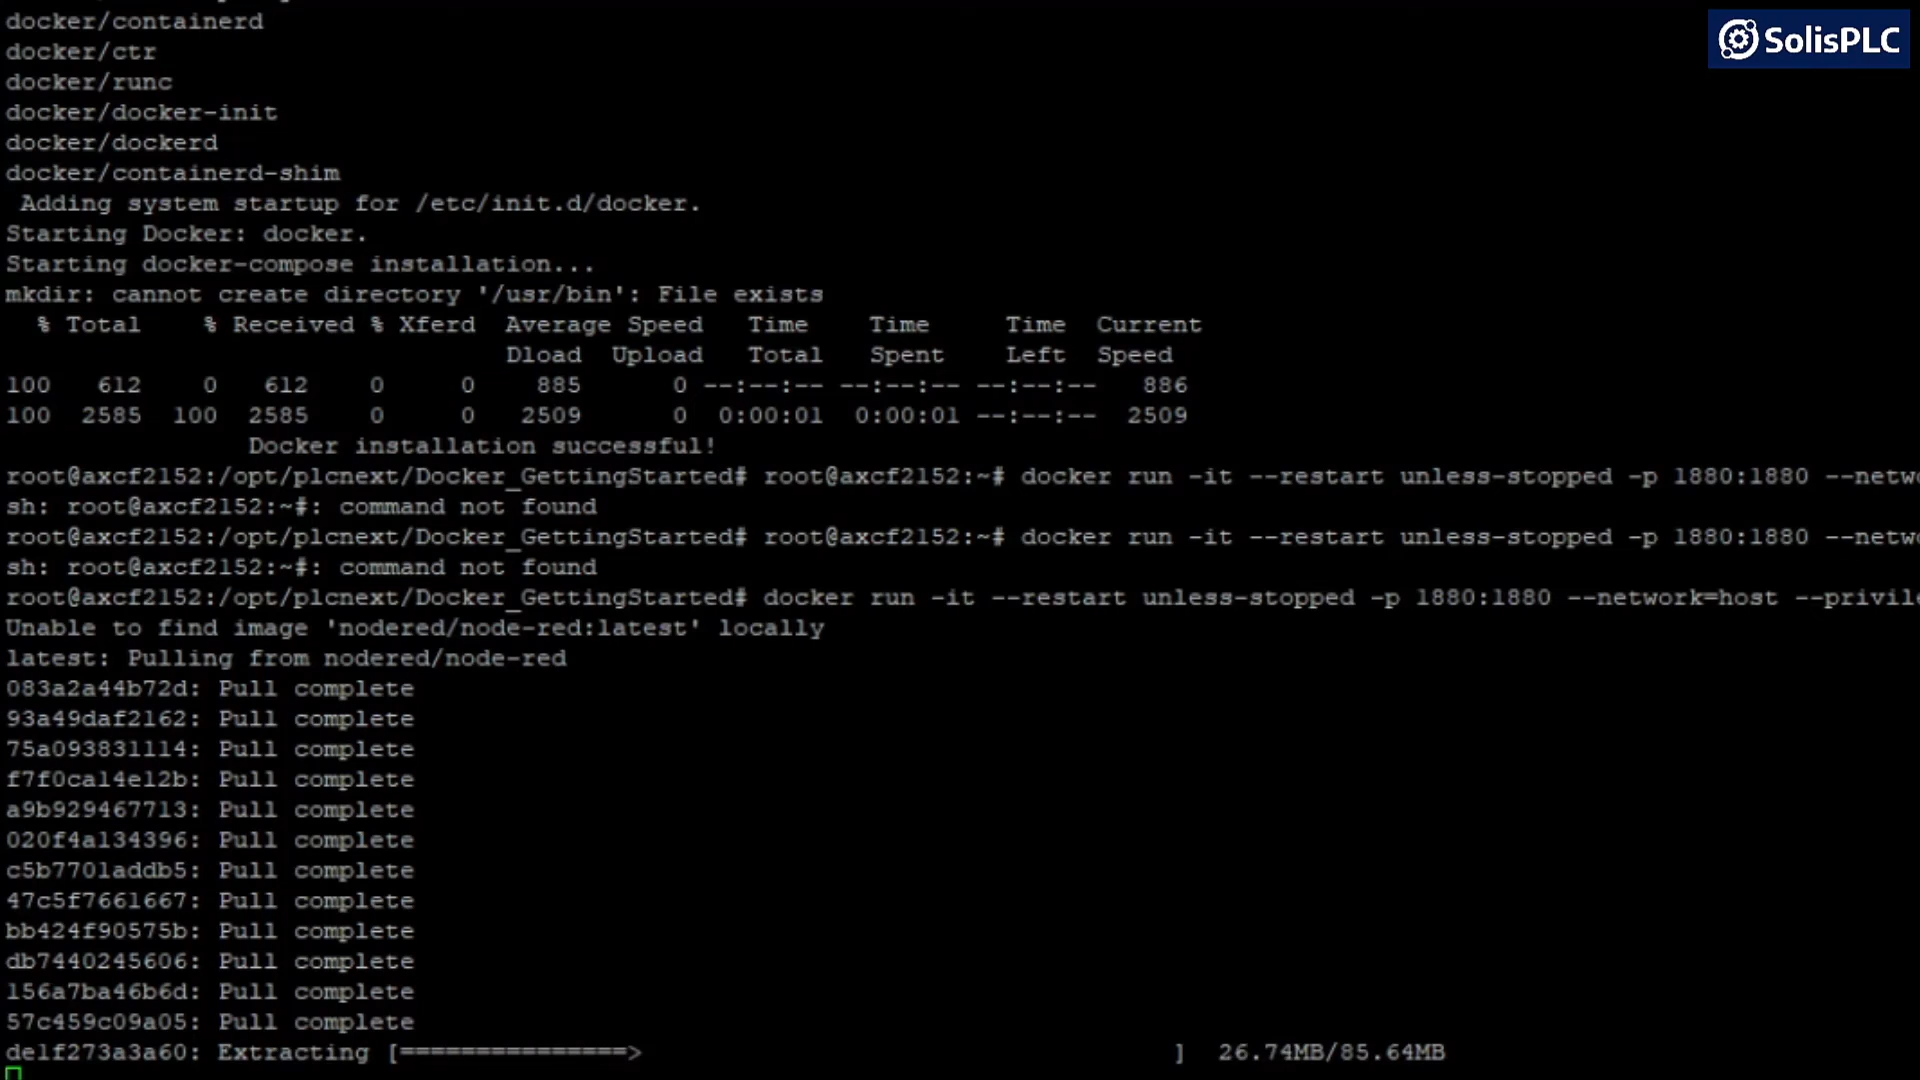 docker/containerd
SolisPLC
docker/ctr
docker/runc
docker/docker-init
docker/dockerd
docker/containerd-shim
Adding system startup for /etc/init.d/docker.
Starting Docker: docker.
Starting docker-compose installation...
mkdir: cannot create directory '/usr/bin': File exists
% Total % Received % Xferd Average Speed Time Time Time Current
Dload Upload Total Spent Left Speed
100 612 0 612 0 0 885 0 --:--:-- --:--:-- --:--:-- 886
100 2585 100 2585 0 0 2509 0 0:00:01 0:00:01 --:--:-- 2509
Docker installation successful!
root@axcf2152:/opt/plcnext/Docker_GettingStarted# root@axcf2152:~# docker run -it --restart unless-stopped -p 1880:1880 --netwo
sh: root@axcf2152:~#: command not found
root@axcf2152:/opt/plcnext/Docker_GettingStarted# root@axcf2152:~# docker run -it --restart unless-stopped -p 1880:1880 --netwo
sh: root@axcf2152:~#: command not found
root@axcf2152:/opt/plcnext/Docker_GettingStarted# docker run -it --restart unless-stopped -p 1880:1880 --network=host --privile
Unable to find image 'nodered/node-red:latest' locally
latest: Pulling from nodered/node-red
083a2a44b72d: Pull complete
93a49daf2162: Pull complete
75a093831114: Pull complete
f7f0ca14e12b: Pull complete
a9b929467713: Pull complete
020f4a134396: Pull complete
c5b7701addb5: Pull complete
47c5f7661667: Pull complete
bb424f90575b: Pull complete
db7440245606: Pull complete
156a7ba46b6d: Pull complete
57c459c09a05: Pull complete
de1f273a3a60: Extracting [===============> ] 26.74MB/85.64MB